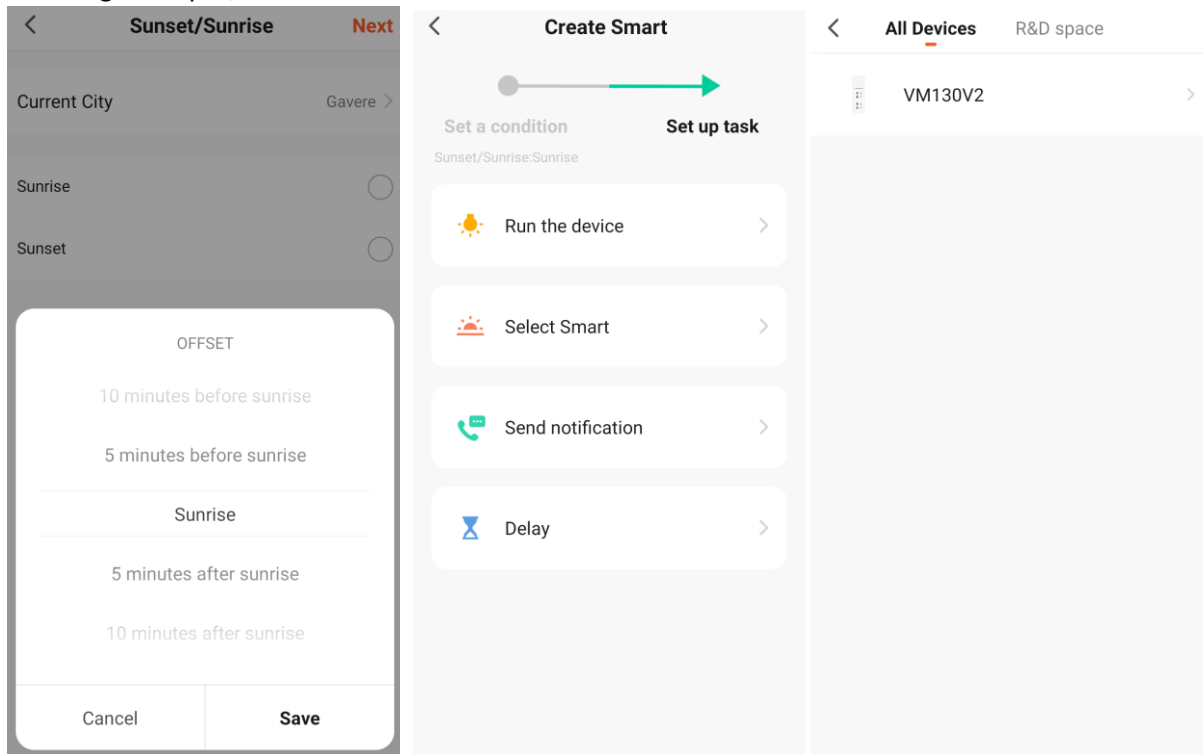 Sunset/Sunrise Next
Current City Gavere
Sunrise
Sunset
OFFSET
10 minutes before sunrise
5 minutes before sunrise
Sunrise
5 minutes after sunrise
10 minutes after sunrise
Cancel Save
Create Smart
Set a condition Set up task
Sunset/Sunrise:Sunrise
Run the device
Select Smart
Send notification
Delay
All Devices R&D space
VM130V2